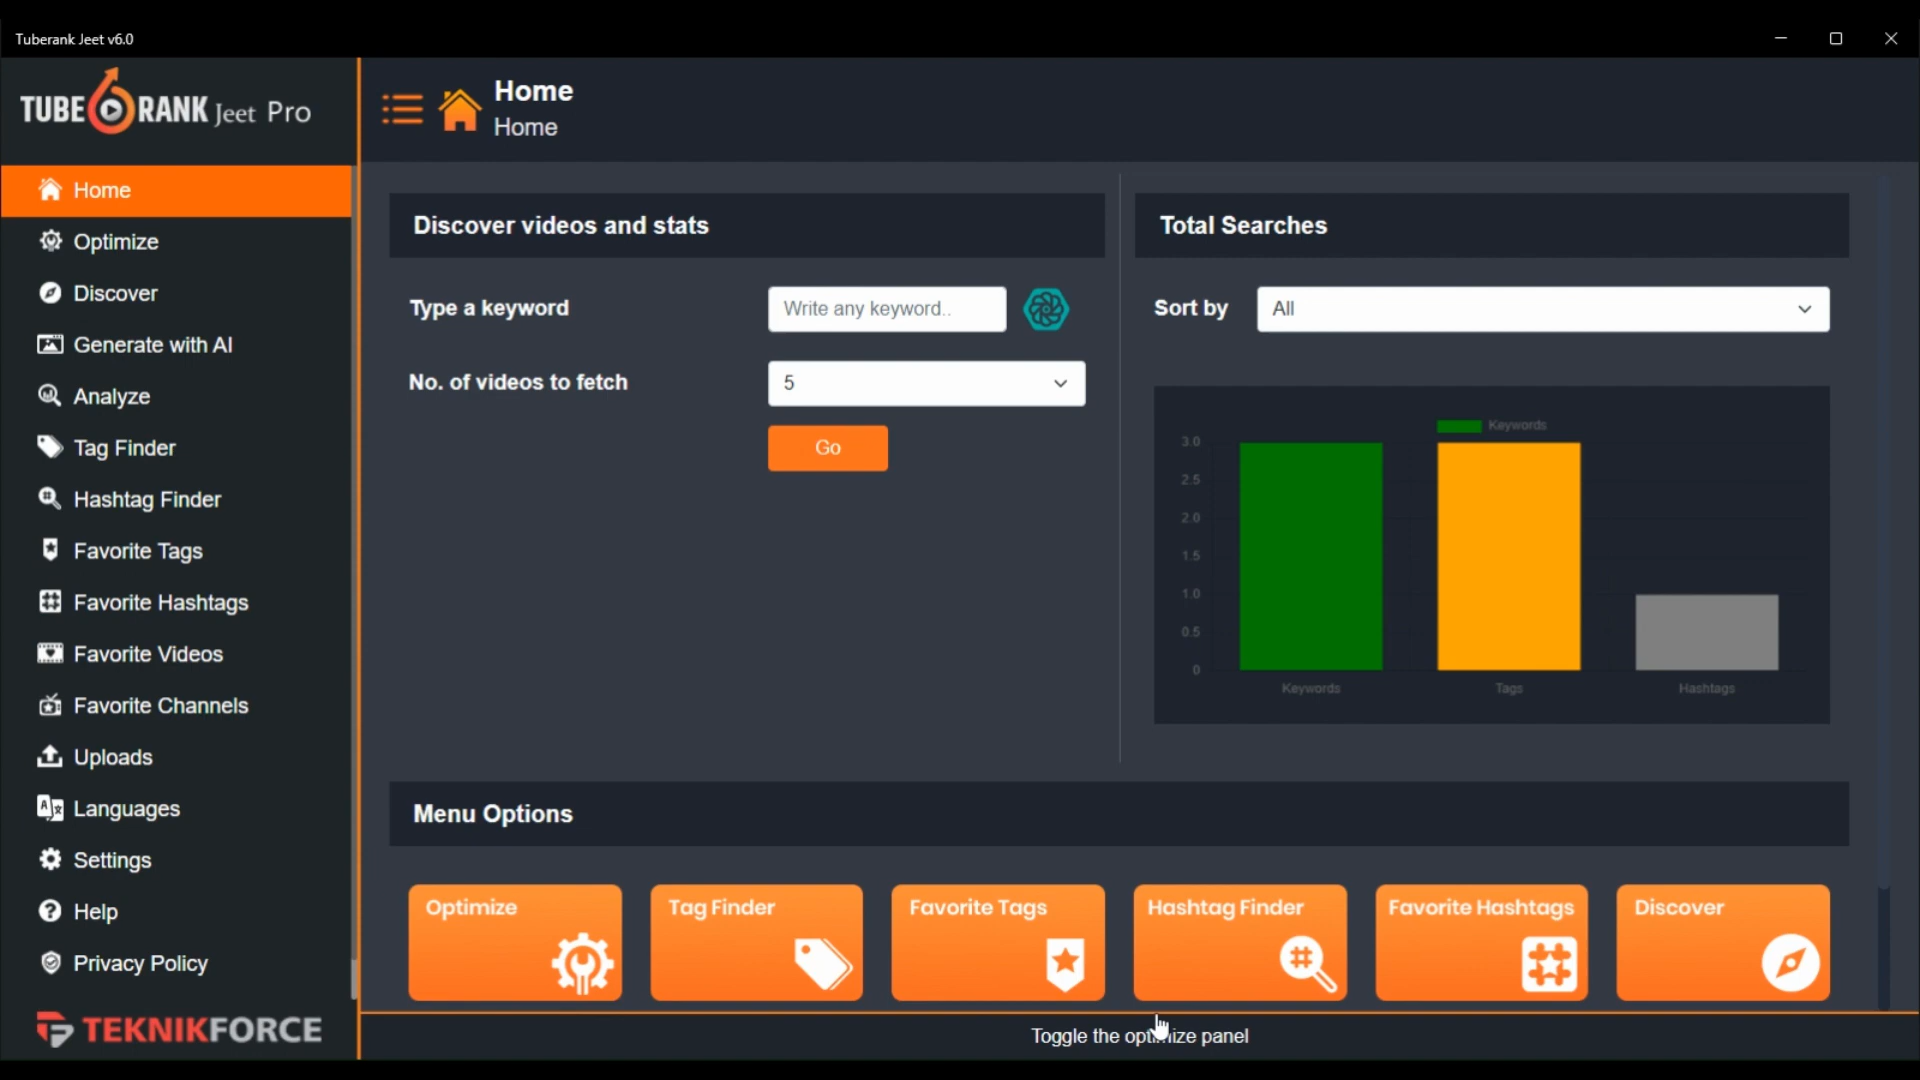 Tuberank Jeet v6.0
TUBE RANK Jeet Pro
Home
Home
Home
Optimize
Discover
Generate with AI
Analyze
Tag Finder
Hashtag Finder
Favorite Tags
Favorite Hashtags
Favorite Videos
Favorite Channels
Uploads
Languages
Settings
Help
Privacy Policy
TEKNIKFORCE
Discover videos and stats
Type a keyword
Write any keyword..
No. of videos to fetch
5
Go
Total Searches
Sort by
All
Keywords
3.0
2.5
2.0
1.5
1.0
0.5
0
Keywords Tags Hashtags
Menu Options
Optimize
Tag Finder
Favorite Tags
Hashtag Finder
Favorite Hashtags
Discover
Toggle the optimize panel